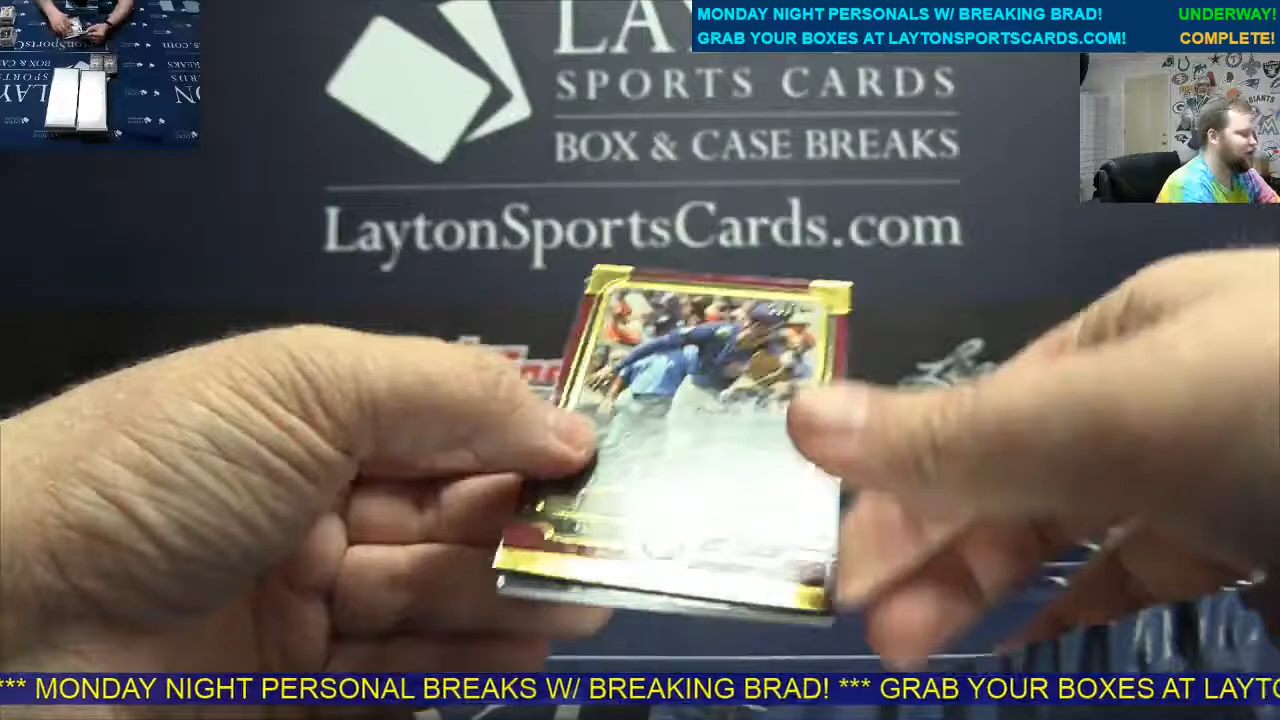 MONDAY NIGHT PERSONALS W/ BREAKING BRAD! UNDERWAY!
GRAB YOUR BOXES AT LAYTONSPORTSCARDS.COM! COMPLETE!
SPORTS CARDS
BOX & CASE BREAKS
LaytonSportsCards.com
*** MONDAY NIGHT PERSONAL BREAKS W/ BREAKING BRAD! *** GRAB YOUR BOXES AT LAYTO